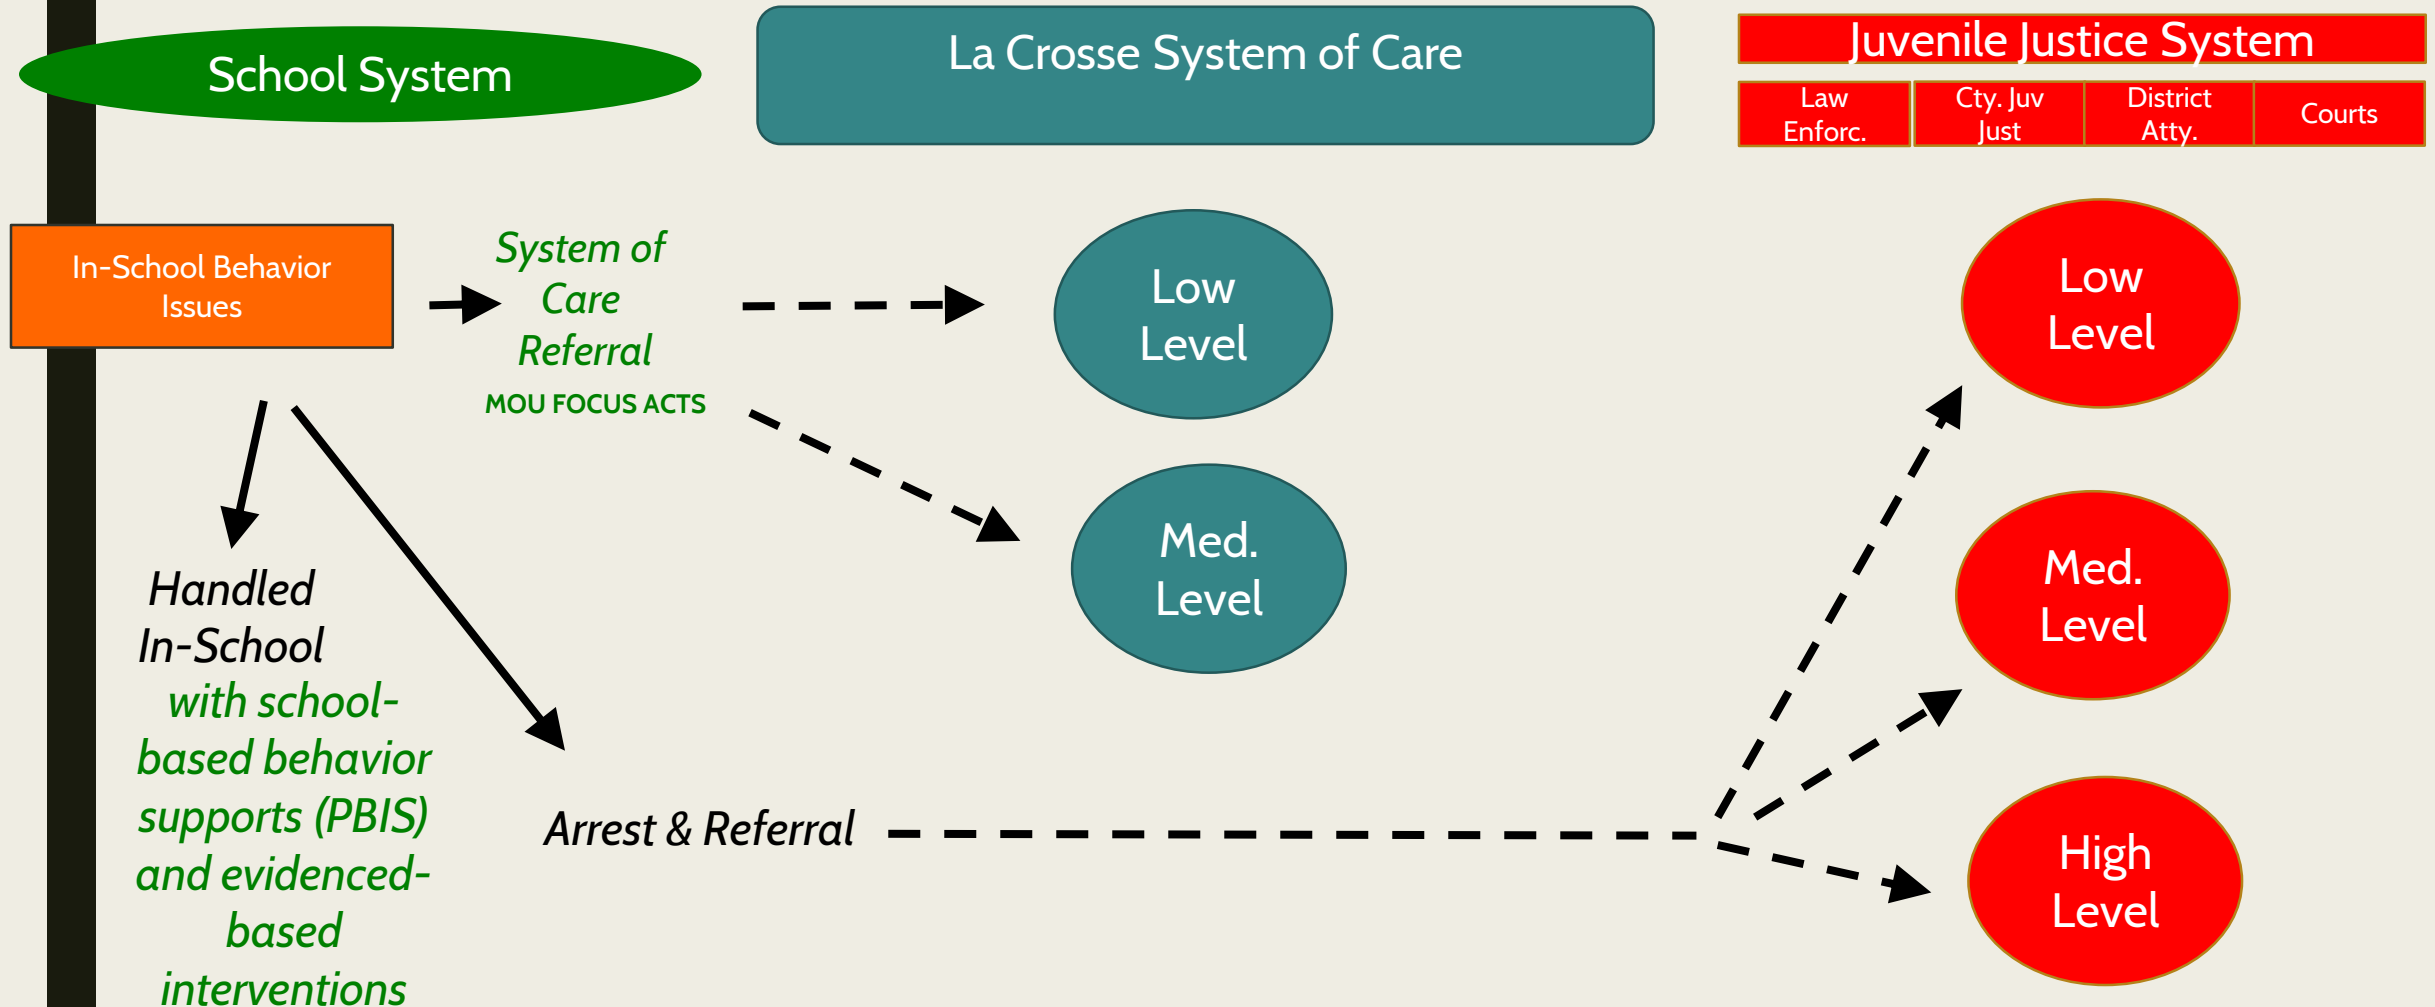 School System
La Crosse System of Care
Juvenile Justice System
Law
Enforc.
Cty. Juv
Just
District
Atty.
Courts
In-School Behavior
Issues
System of
Care
Referral
MOU FOCUS ACTS
Low
Level
Low
Level
Med.
Level
Med.
Level
Handled
In-School
with school-
based behavior
supports (PBIS)
and evidenced-
based
interventions
Arrest & Referral
High
Level